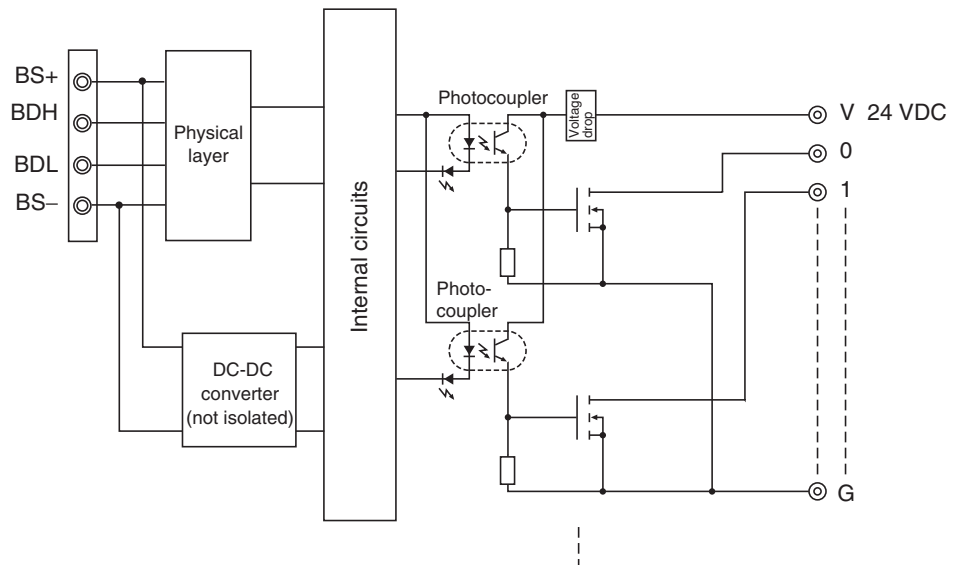 BS+
BDH
BDL
BS−
Physical
layer
DC-DC
converter
(not isolated)
Internal circuits
Photocoupler
Photo-
coupler
Voltage
drop
V 24 VDC
0
1
G